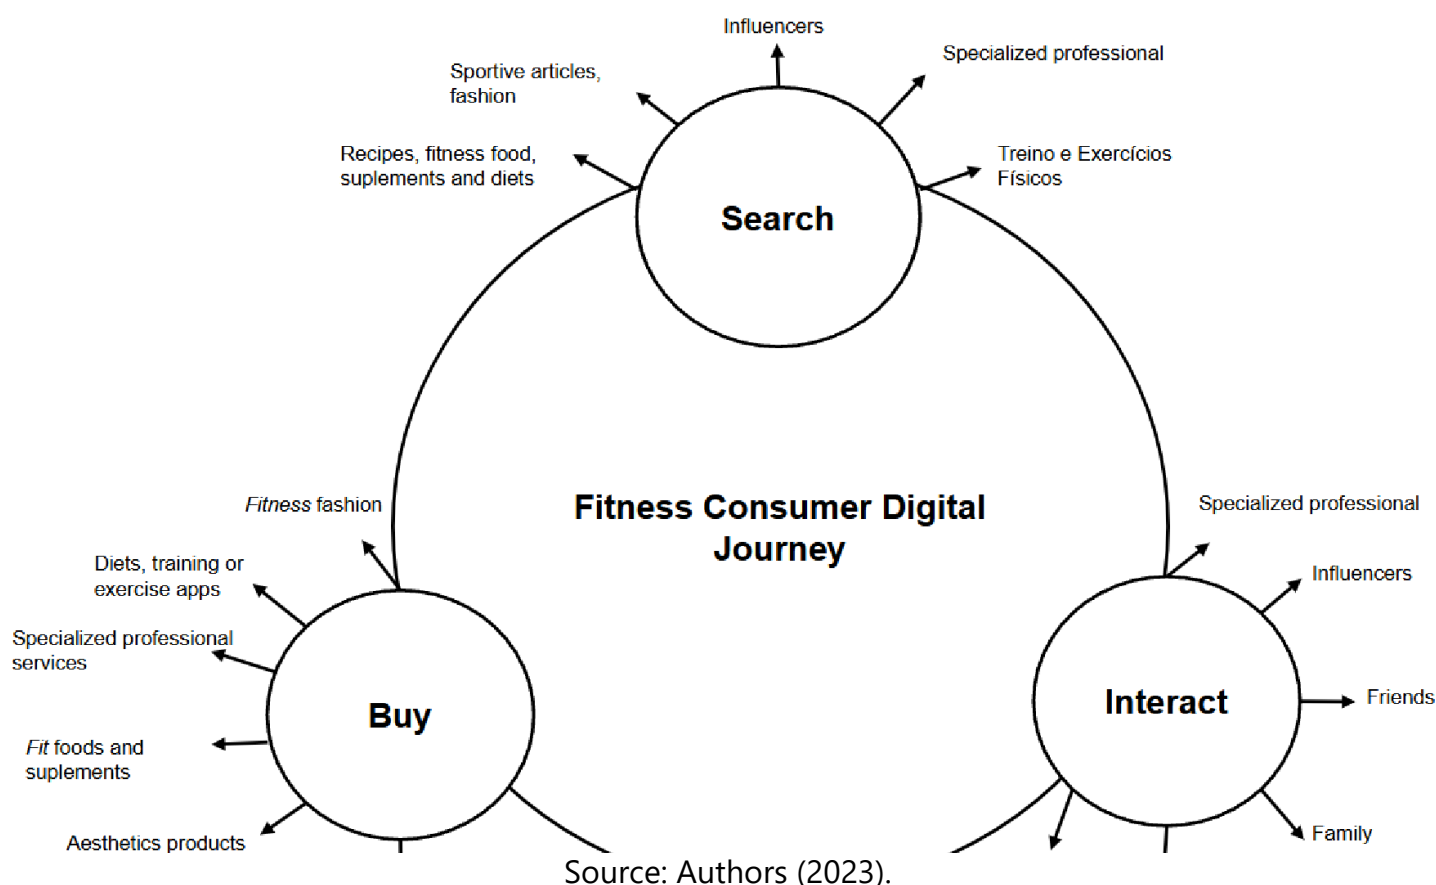 Influencers
Specialized professional
Sportive articles,
fashion
Recipes, fitness food,
suplements and diets
Treino e Exercícios
Físicos
Search
Fitness Consumer Digital
Journey
Fitness fashion
Diets, training or
exercise apps
Specialized professional
services
Fit foods and
suplements
Aesthetics products
Buy
Specialized professional
Influencers
Friends
Family
Interact
Source: Authors (2023).